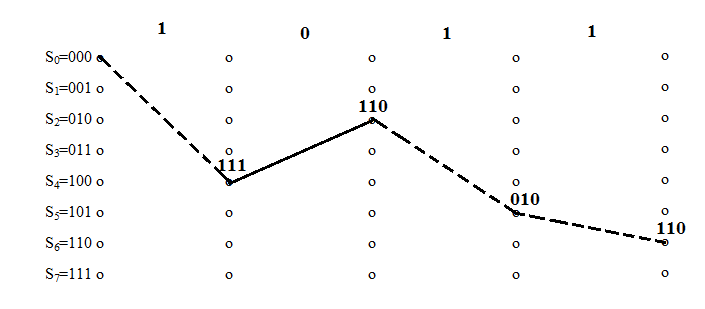 1 0 1 1
S₀=000
S₁=001
S₂=010
110
S₃=011
111
S₄=100
S₅=101
010
S₆=110
110
S₇=111